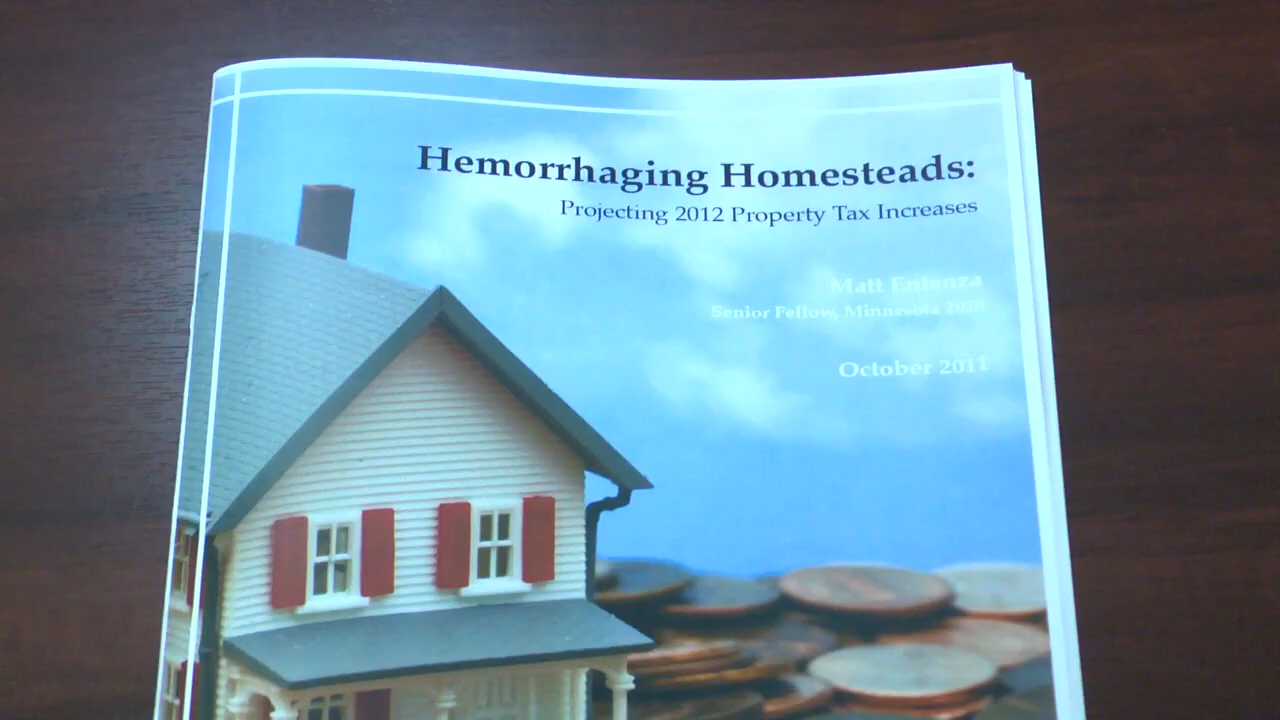 Hemorrhaging Homesteads:
Projecting 2012 Property Tax Increases
Matt Entenza
Senior Fellow, Minnesota 2020
October 2011